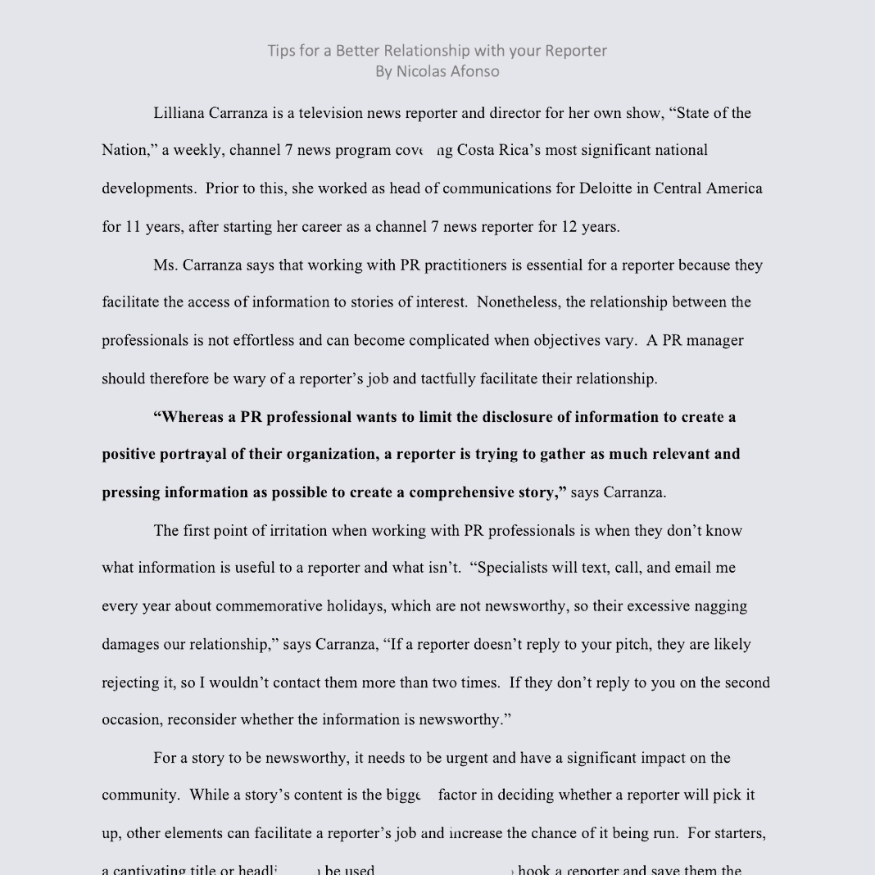 Tips for a Better Relationship with your Reporter
By Nicolas Afonso
Lilliana Carranza is a television news reporter and director for her own show, “State of the
Nation,” a weekly, channel 7 news program Costa Rica’s most significant national
developments.  Prior to this, she worked as head of communications for Deloitte in Central America
for 11 years, after starting her career as a channel 7 news reporter for 12 years.
Ms. Carranza says that working with PR practitioners is essential for a reporter because they
facilitate the access of information to stories of interest.  Nonetheless, the relationship between the
professionals is not effortless and can become complicated when objectives vary.  A PR manager
should therefore be wary of a reporter’s job and tactfully facilitate their relationship.
“Whereas a PR professional wants to limit the disclosure of information to create a
positive portrayal of their organization, a reporter is trying to gather as much relevant and
pressing information as possible to create a comprehensive story,” says Carranza.
The first point of irritation when working with PR professionals is when they don’t know
what information is useful to a reporter and what isn’t.  “Specialists will text, call, and email me
every year about commemorative holidays, which are not newsworthy, so their excessive nagging
damages our relationship,” says Carranza, “If a reporter doesn’t reply to your pitch, they are likely
rejecting it, so I wouldn’t contact them more than two times.  If they don’t reply to you on the second
occasion, reconsider whether the information is newsworthy.”
For a story to be newsworthy, it needs to be urgent and have a significant impact on the
community.  While a story’s content is the factor in deciding whether a reporter will pick it
up, other elements can facilitate a reporter’s job and increase the chance of it being run.  For starters,
a captivating title or be used hook a reporter and save them the